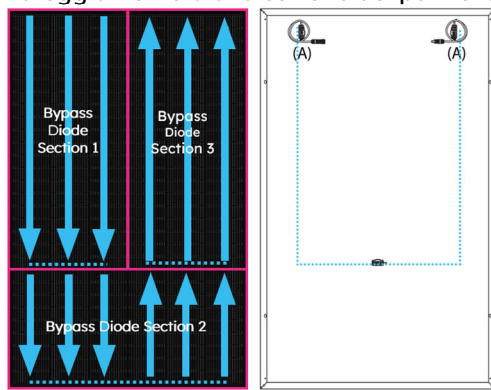 Bypass
Diode
Section 1
Bypass
Diode
Section 3
Bypass Diode Section 2
(A)
(A)